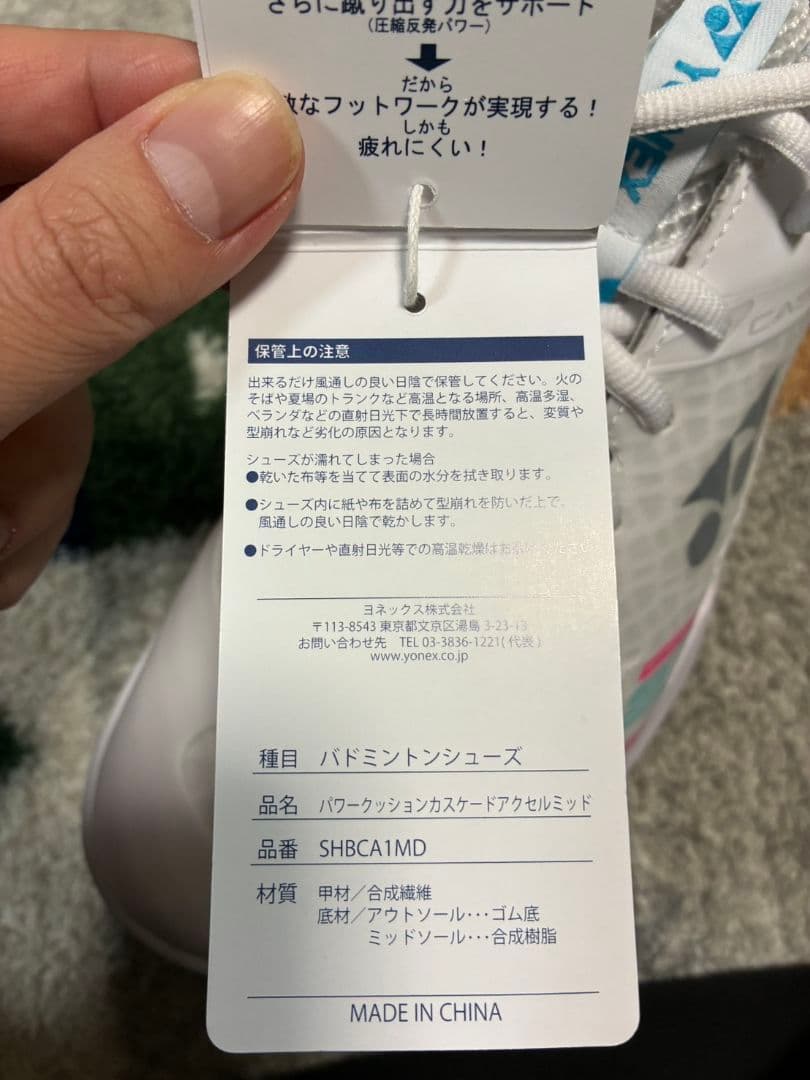 さらに蹴り出す力をサポート
(圧縮反発パワー)
だから
なフットワークが実現する！
しかも
疲れにくい！
YONEX
保管上の注意
出来るだけ風通しの良い日陰で保管してください。火の
そばや夏場のトランクなど高温となる場所、高温多湿、
ベランダなどの直射日光下で長時間放置すると、変質や
型崩れなど劣化の原因となります。
シューズが濡れてしまった場合
●乾いた布等を当てて表面の水分を拭き取ります。
●シューズ内に紙や布を詰めて型崩れを防いだ上で、
風通しの良い日陰で乾かします。
●ドライヤーや直射日光等での高温乾燥はお ください
ヨネックス株式会社
〒113-8543 東京都文京区湯島 3-23-13
お問い合わせ先 TEL 03-3836-1221(代表)
www.yonex.co.jp
種目 バドミントンシューズ
品名 パワークッションカスケードアクセルミッド
品番 SHBCA1MD
材質 甲材／合成繊維
底材／アウトソール･･･ゴム底
ミッドソール･･･合成樹脂
MADE IN CHINA